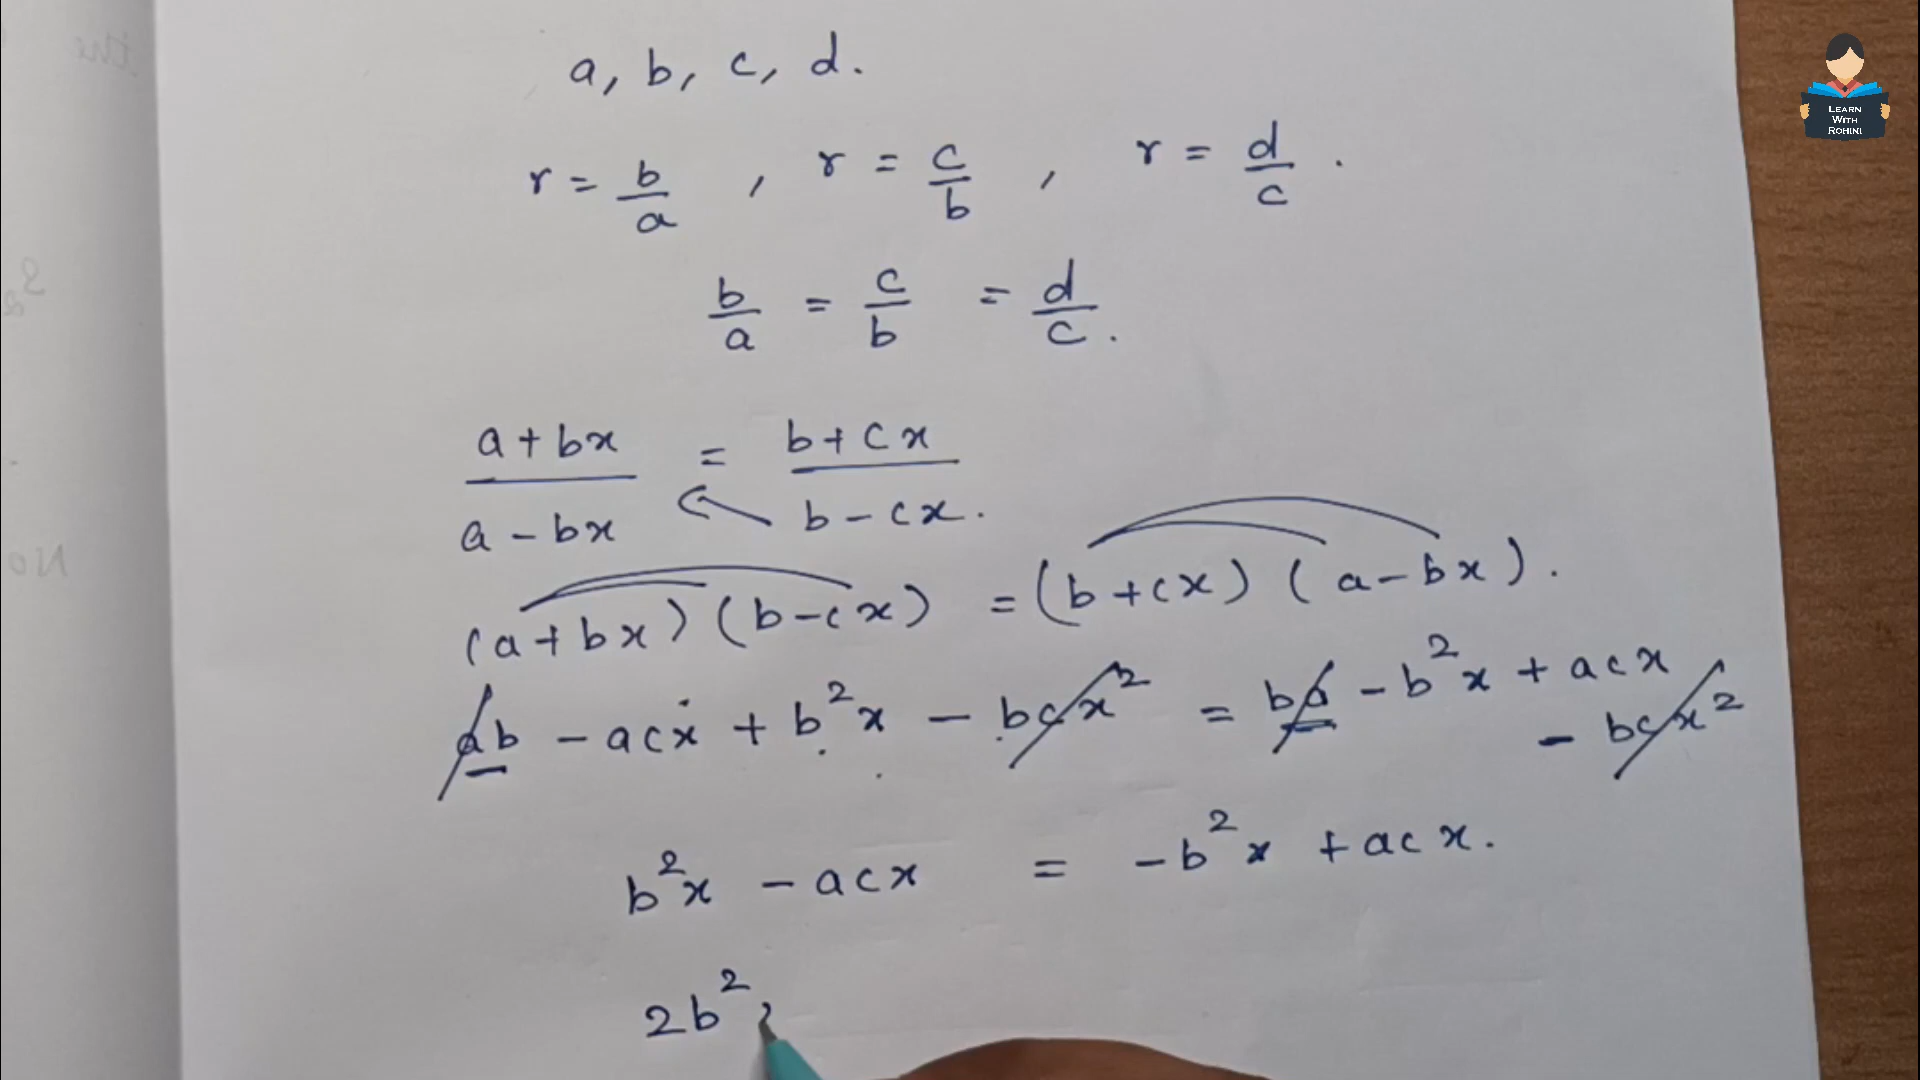 a, b, c, d.
r = b/a , r = c/b , r = d/c .
b/a = c/b = d/c .
a + bx / a - bx = b + cx / b - cx .
(a + bx) (b - cx) = (b + cx) (a - bx) .
ab - acx + b²x - bcx² = ba - b²x + acx
- bcx²
b²x - acx = -b²x + acx.
2b²
LEARN
WITH
ROHINI